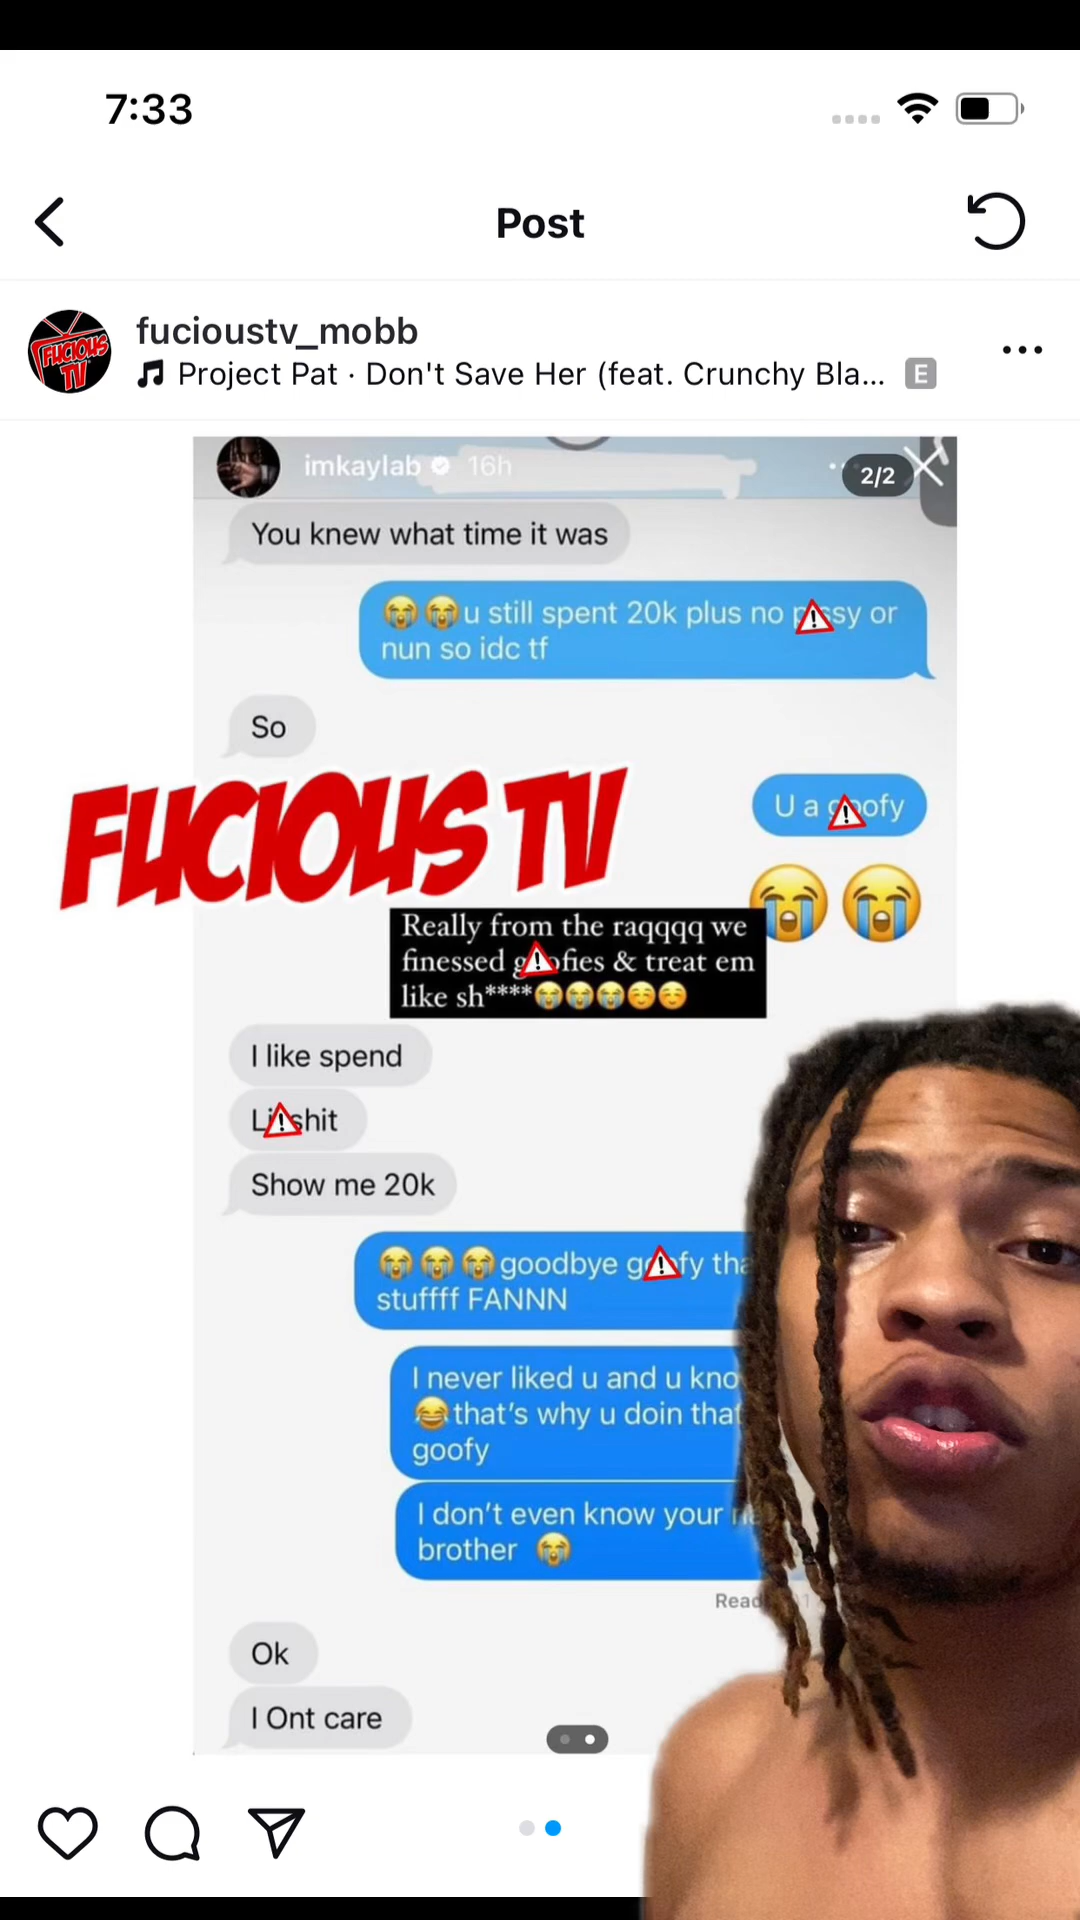 7:33
Post
fucioustv_mobb
Project Pat · Don't Save Her (feat. Crunchy Bla...
E
imkaylab 16h
2/2
You knew what time it was
😭😭u still spent 20k plus no p⚠ssy or
nun so idc tf
So
FUCIOUS TV
U a g⚠ofy
😭😭
Really from the raqqqq we
finessed g⚠ofies & treat em
like sh****😭😭😭☺️☺️
I like spend
Li⚠shit
Show me 20k
😭😭😭goodbye g⚠fy tha
stuffff FANNN
I never liked u and u kno
😂that's why u doin that
goofy
I don't even know your
brother 😭
Read
Ok
I Ont care